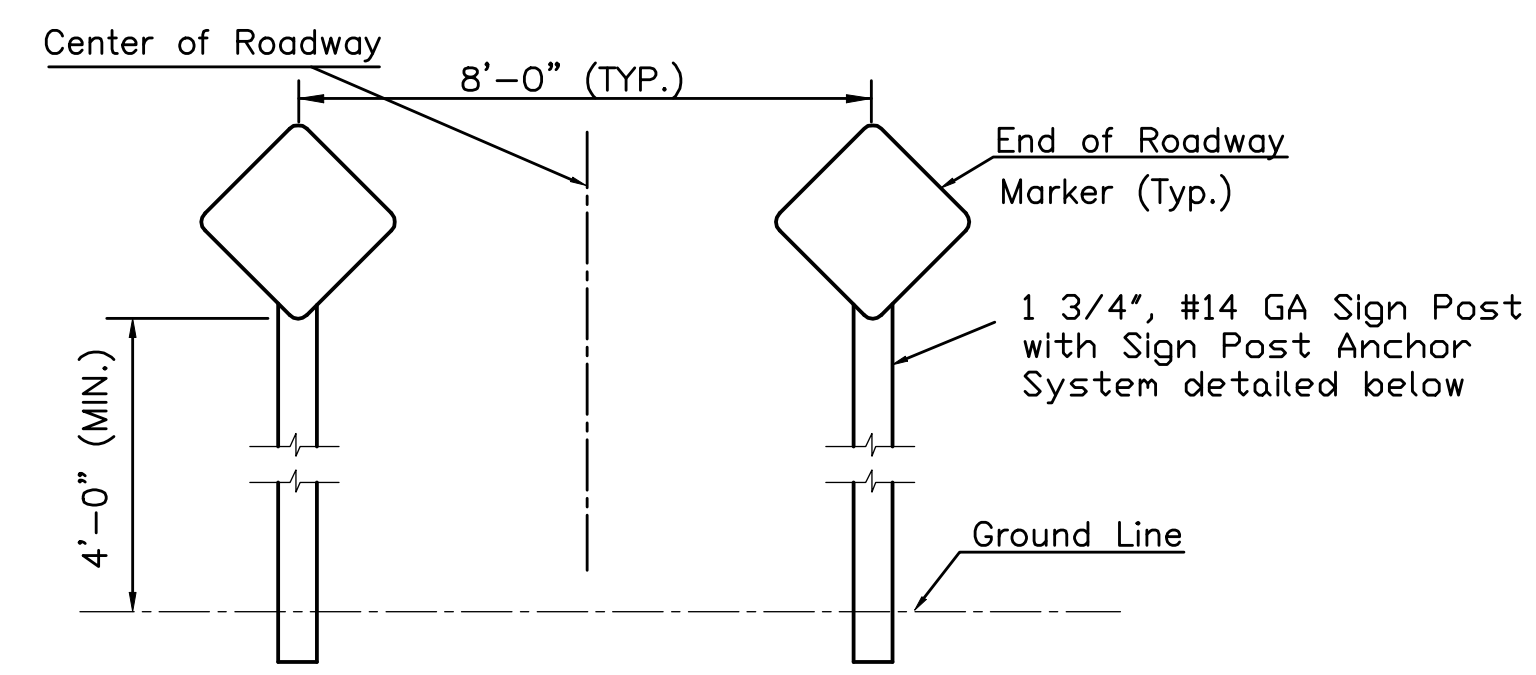 Center of Roadway
8'-0" (TYP.)
End of Roadway
Marker (Typ.)
1 3/4", #14 GA Sign Post
with Sign Post Anchor
System detailed below
4'-0" (MIN.)
Ground Line